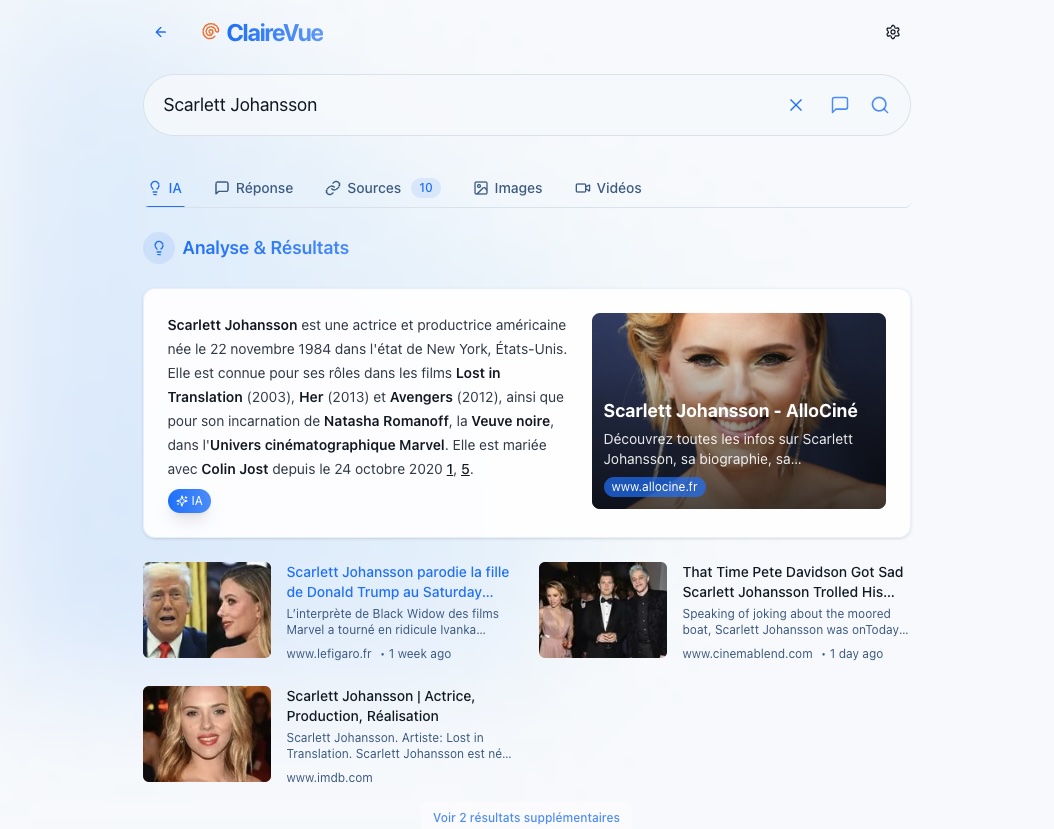 ClaireVue
Scarlett Johansson
IA
Réponse
Sources 10
Images
Vidéos
Analyse & Résultats
Scarlett Johansson est une actrice et productrice américaine
née le 22 novembre 1984 dans l'état de New York, États-Unis.
Elle est connue pour ses rôles dans les films Lost in
Translation (2003), Her (2013) et Avengers (2012), ainsi que
pour son incarnation de Natasha Romanoff, la Veuve noire,
dans l'Univers cinématographique Marvel. Elle est mariée
avec Colin Jost depuis le 24 octobre 2020 1, 5.
IA
Scarlett Johansson - AlloCiné
Découvrez toutes les infos sur Scarlett
Johansson, sa biographie, sa...
www.allocine.fr
Scarlett Johansson parodie la fille
de Donald Trump au Saturday...
L'interprète de Black Widow des films
Marvel a tourné en ridicule Ivanka...
www.lefigaro.fr • 1 week ago
That Time Pete Davidson Got Sad
Scarlett Johansson Trolled His...
Speaking of joking about the moored
boat, Scarlett Johansson was onToday...
www.cinemablend.com • 1 day ago
Scarlett Johansson | Actrice,
Production, Réalisation
Scarlett Johansson. Artiste: Lost in
Translation. Scarlett Johansson est né...
www.imdb.com
Voir 2 résultats supplémentaires